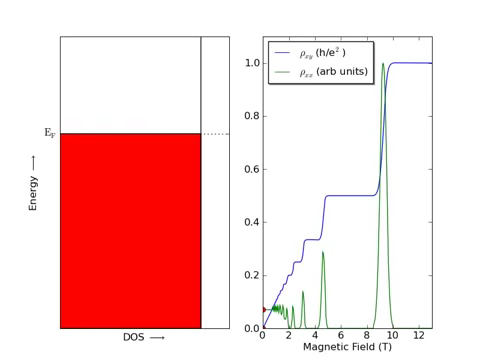 E_F
Energy →
DOS →
ρ_xy (h/e² )
ρ_xx (arb units)
1.0
0.8
0.6
0.4
0.2
0.0
0 2 4 6 8 10 12
Magnetic Field (T)